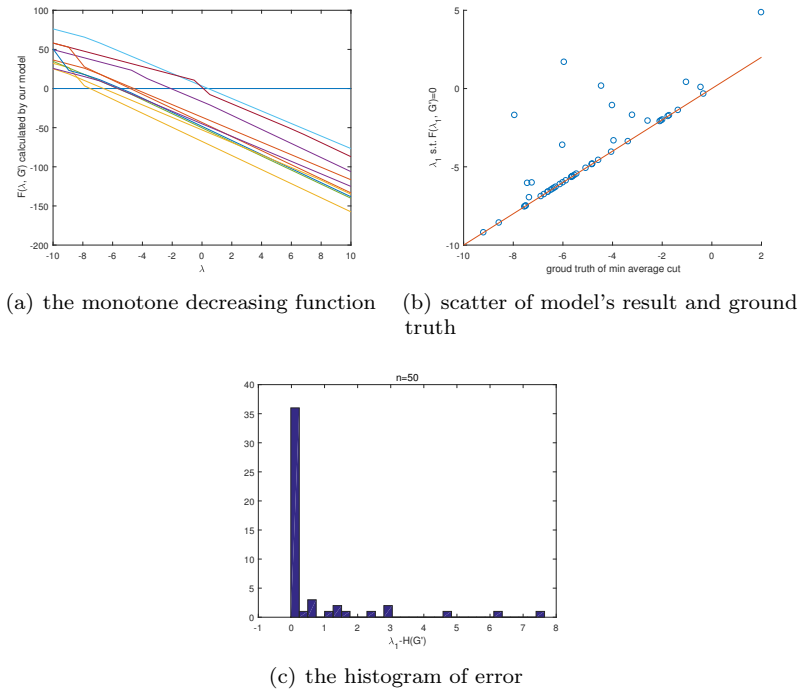 100
50
0
-50
-100
-150
-200
F(λ, G') calculated by our model
-10 -8 -6 -4 -2 0 2 4 6 8 10
λ
5
0
-5
-10
λ1 s.t. F(λ1, G')=0
-10 -8 -6 -4 -2 0 2
groud truth of min average cut
(a) the monotone decreasing function
(b) scatter of model's result and ground
truth
n=50
40
35
30
25
20
15
10
5
0
-1 0 1 2 3 4 5 6 7 8
λ1-H(G')
(c) the histogram of error